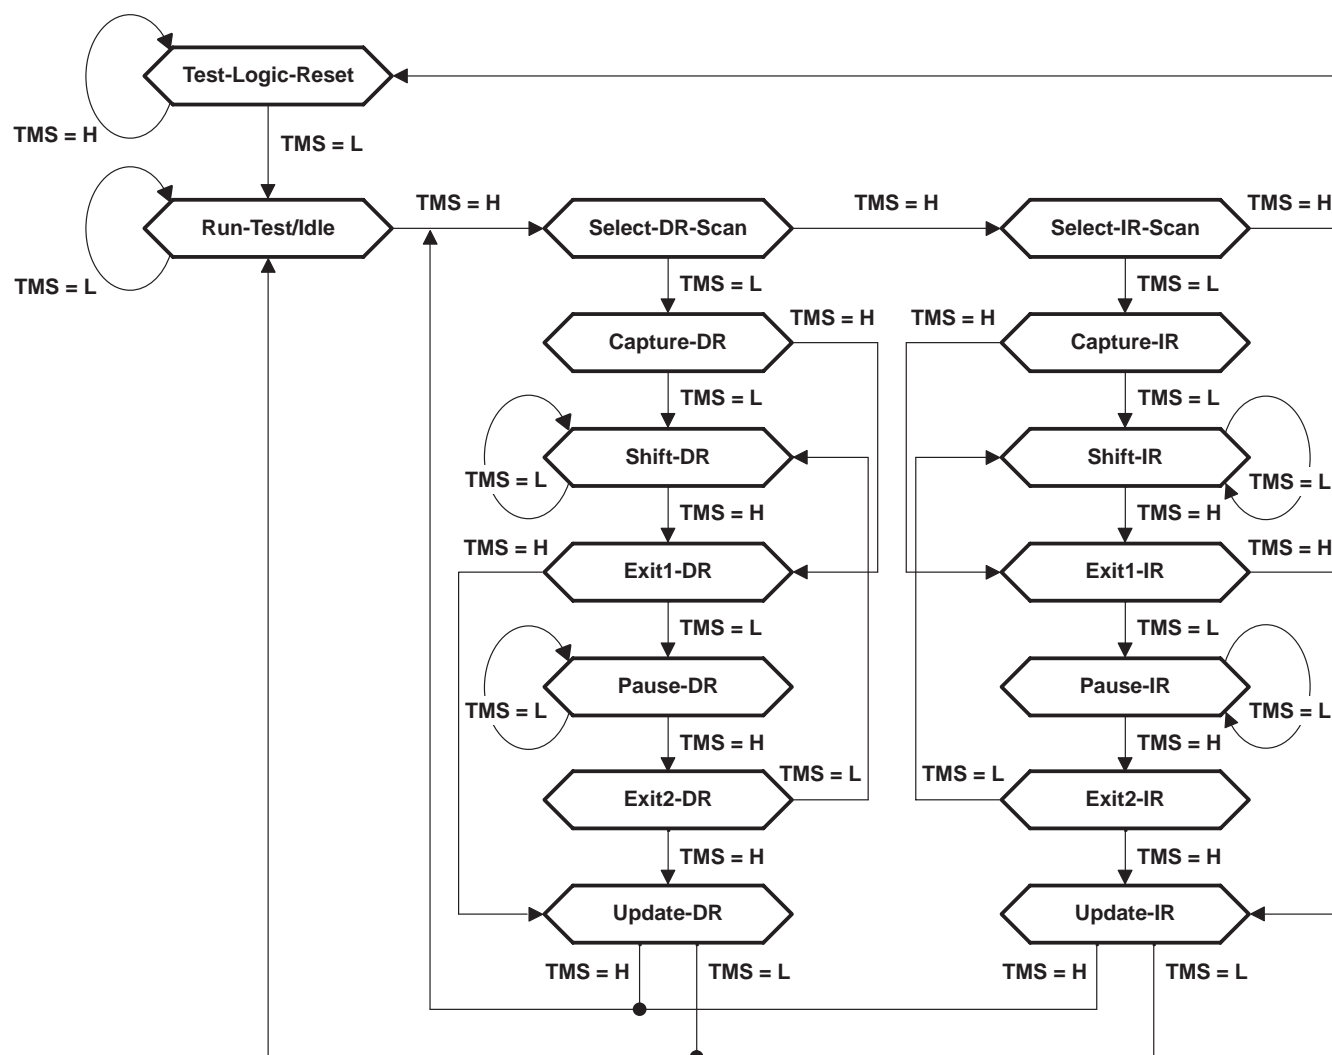 Test-Logic-Reset
TMS = H
TMS = L
TMS = H
TMS = H
TMS = H
Run-Test/Idle
Select-DR-Scan
Select-IR-Scan
TMS = L
TMS = L
TMS = L
TMS = H
TMS = H
Capture-DR
Capture-IR
TMS = L
TMS = L
Shift-DR
Shift-IR
TMS = L
TMS = L
TMS = H
TMS = H
TMS = H
TMS = H
Exit1-DR
Exit1-IR
TMS = L
TMS = L
Pause-DR
Pause-IR
TMS = L
TMS = L
TMS = H
TMS = H
TMS = L
TMS = L
Exit2-DR
Exit2-IR
TMS = H
TMS = H
Update-DR
Update-IR
TMS = H
TMS = L
TMS = H
TMS = L